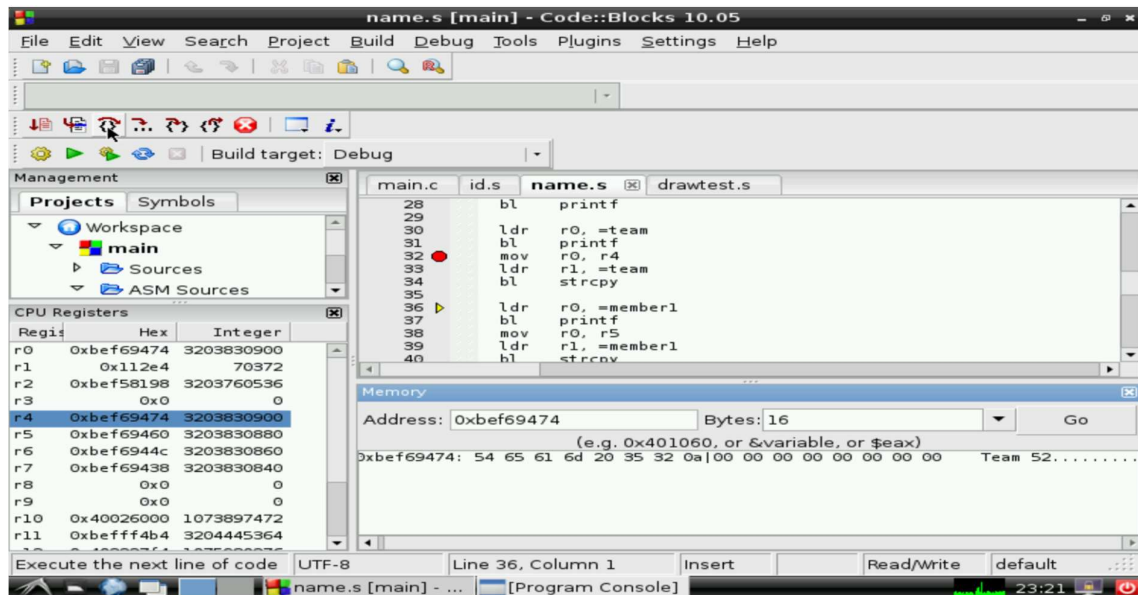 name.s [main] - Code::Blocks 10.05
File Edit View Search Project Build Debug Tools Plugins Settings Help
Build target: Debug
Management
Projects Symbols
Workspace
main
Sources
ASM Sources
main.c id.s name.s drawtest.s
28 bl printf
29
30 ldr r0, =team
31 bl printf
32 mov r0, r4
33 ldr r1, =team
34 bl strcpy
35
36 ldr r0, =member1
37 bl printf
38 mov r0, r5
39 ldr r1, =member1
40 bl strcpy
CPU Registers
Regis Hex Integer
r0 0xbef69474 3203830900
r1 0x112e4 70372
r2 0xbef58198 3203760536
r3 0x0 0
r4 0xbef69474 3203830900
r5 0xbef69460 3203830880
r6 0xbef6944c 3203830860
r7 0xbef69438 3203830840
r8 0x0 0
r9 0x0 0
r10 0x40026000 1073897472
r11 0xbefff4b4 3204445364
Memory
Address: 0xbef69474 Bytes: 16 Go
(e.g. 0x401060, or &variable, or $eax)
0xbef69474: 54 65 61 6d 20 35 32 0a|00 00 00 00 00 00 00 00 Team 52.........
Execute the next line of code UTF-8 Line 36, Column 1 Insert Read/Write default
name.s [main] - ... [Program Console] 23:21